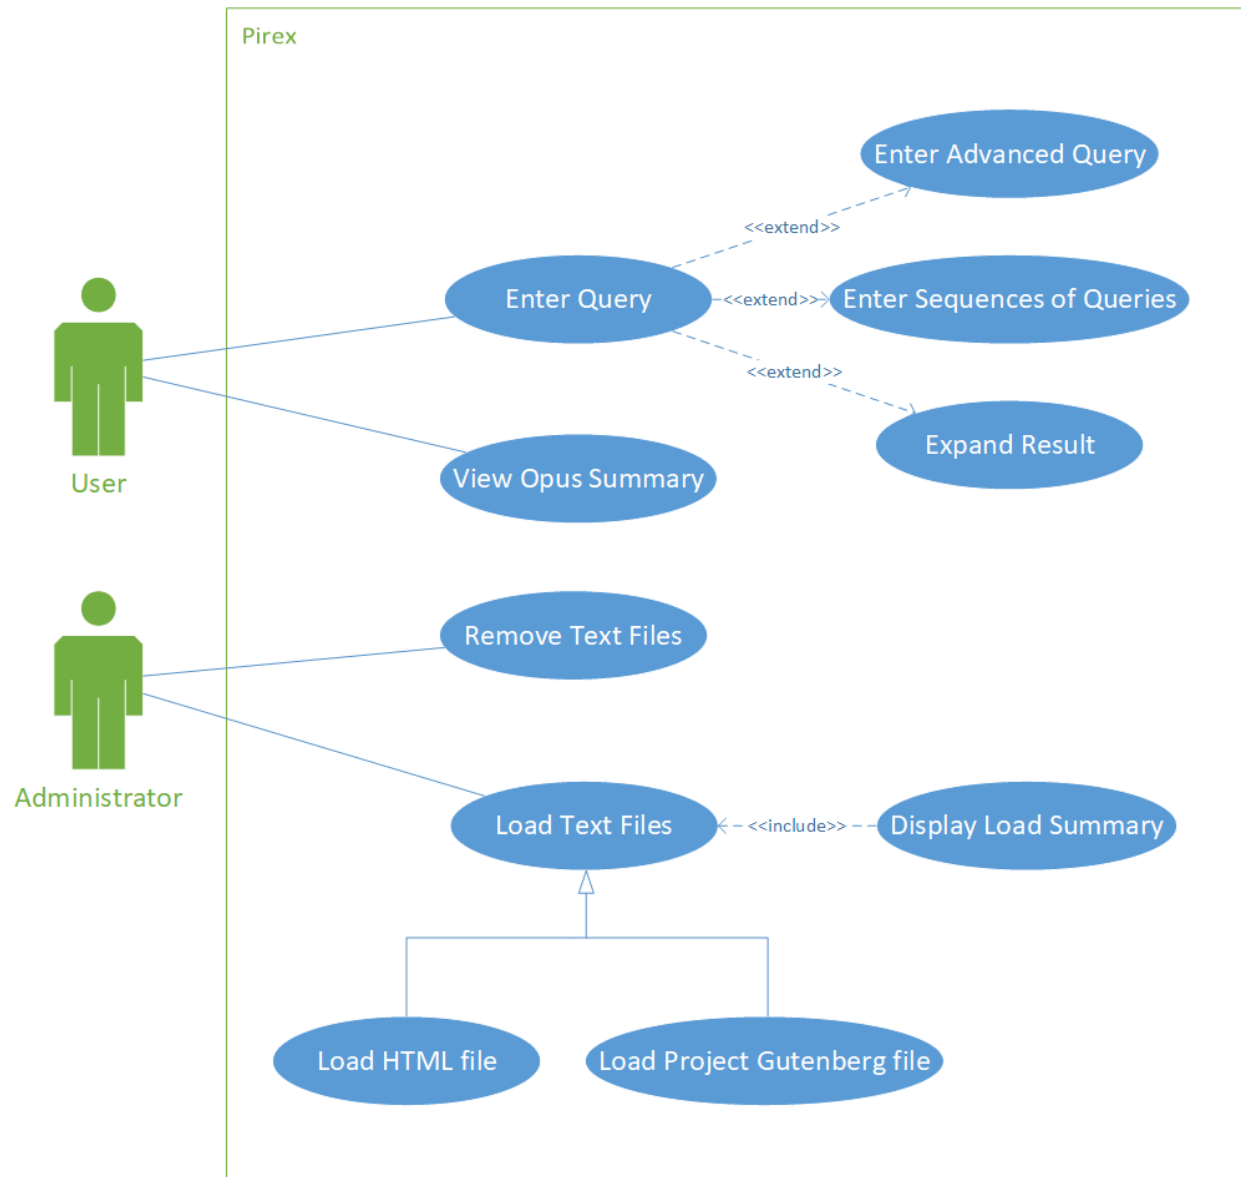 Pirex
Enter Advanced Query
<<extend>>
Enter Query
<<extend>>
Enter Sequences of Queries
<<extend>>
Expand Result
View Opus Summary
User
Remove Text Files
Administrator
Load Text Files
<<include>>
Display Load Summary
Load HTML file
Load Project Gutenberg file